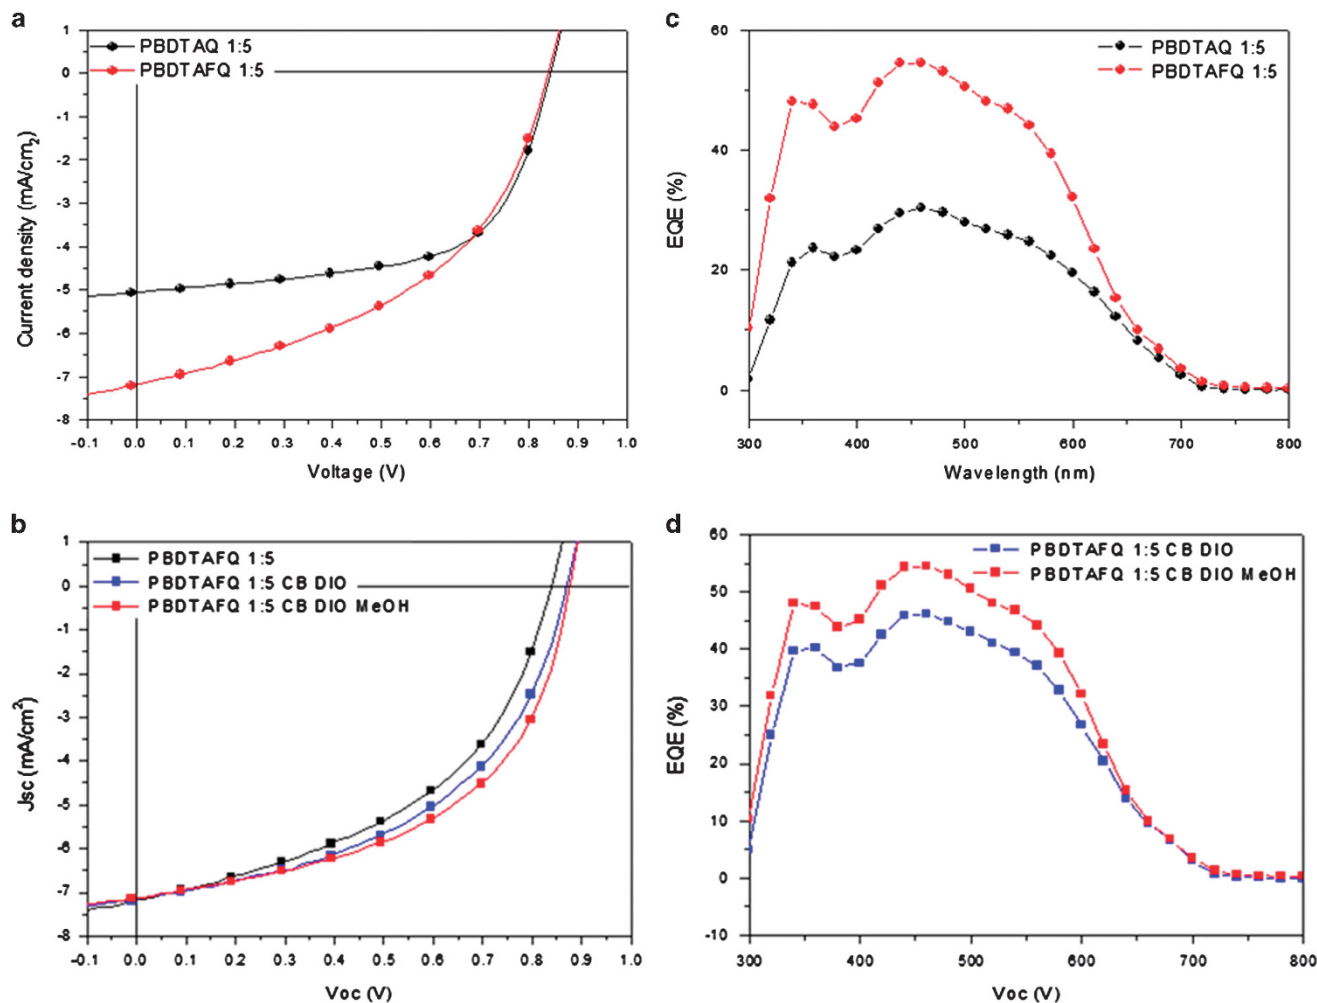 a
1
0
-1
-2
-3
-4
-5
-6
-7
-8
PBDTAQ 1:5
PBDTAFQ 1:5
Current density (mA/cm2)
-0.1 0.0 0.1 0.2 0.3 0.4 0.5 0.6 0.7 0.8 0.9 1.0
Voltage (V)
c
60
40
20
0
PBDTAQ 1:5
PBDTAFQ 1:5
EQE (%)
300 400 500 600 700 800
Wavelength (nm)
b
1
0
-1
-2
-3
-4
-5
-6
-7
-8
PBDTAFQ 1:5
PBDTAFQ 1:5 CB DIO
PBDTAFQ 1:5 CB DIO MeOH
Jsc (mA/cm2)
-0.1 0.0 0.1 0.2 0.3 0.4 0.5 0.6 0.7 0.8 0.9 1.0
Voc (V)
d
60
50
40
30
20
10
0
-10
PBDTAFQ 1:5 CB DIO
PBDTAFQ 1:5 CB DIO MeOH
EQE (%)
300 400 500 600 700 800
Voc (V)